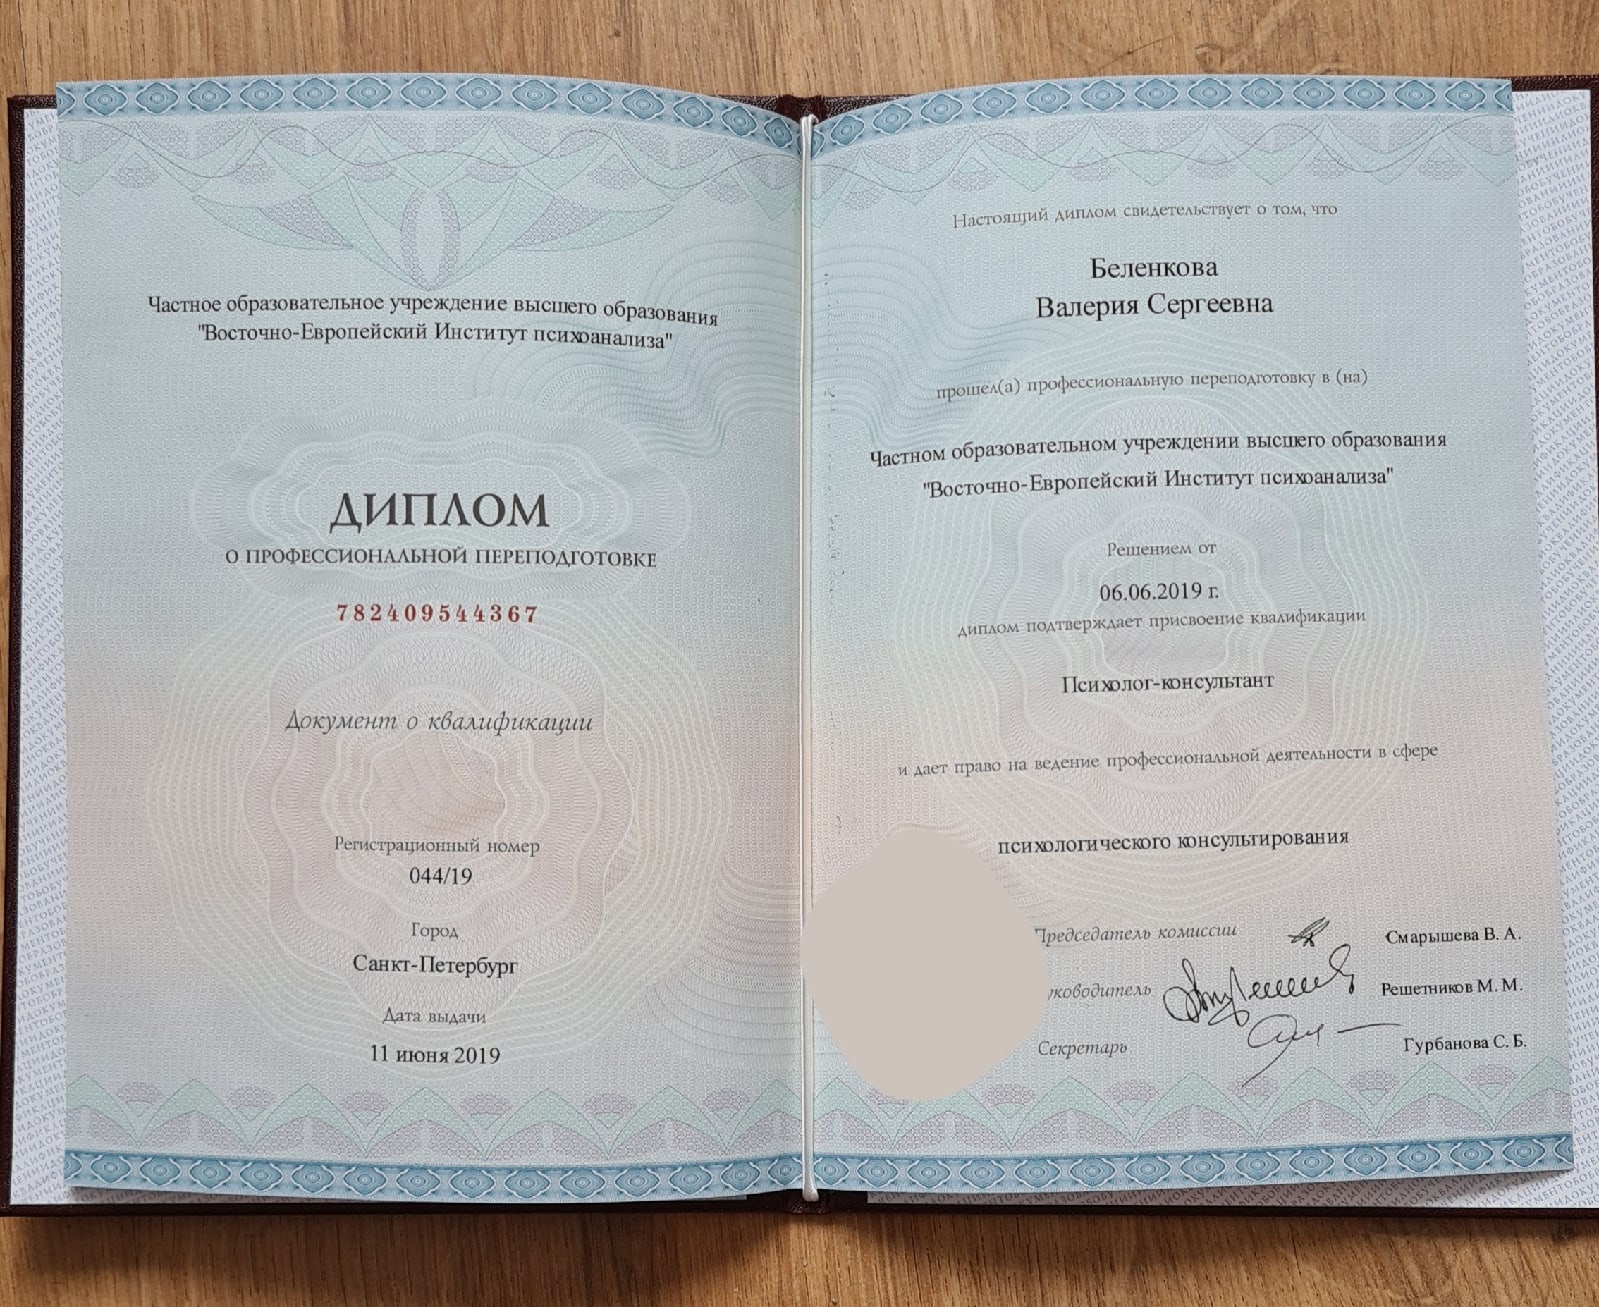 Частное образовательное учреждение высшего образования
"Восточно-Европейский Институт психоанализа"
ДИПЛОМ
О ПРОФЕССИОНАЛЬНОЙ ПЕРЕПОДГОТОВКЕ
782409544367
Документ о квалификации
Регистрационный номер
044/19
Город
Санкт-Петербург
Дата выдачи
11 июня 2019
Настоящий диплом свидетельствует о том, что
Беленкова
Валерия Сергеевна
прошел(а) профессиональную переподготовку в (на)
Частном образовательном учреждении высшего образования
"Восточно-Европейский Институт психоанализа"
Решением от
06.06.2019 г.
диплом подтверждает присвоение квалификации
Психолог-консультант
и дает право на ведение профессиональной деятельности в сфере
психологического консультирования
Председатель комиссии Смарышева В. А.
уководитель Решетников М. М.
Секретарь Гурбанова С. Б.